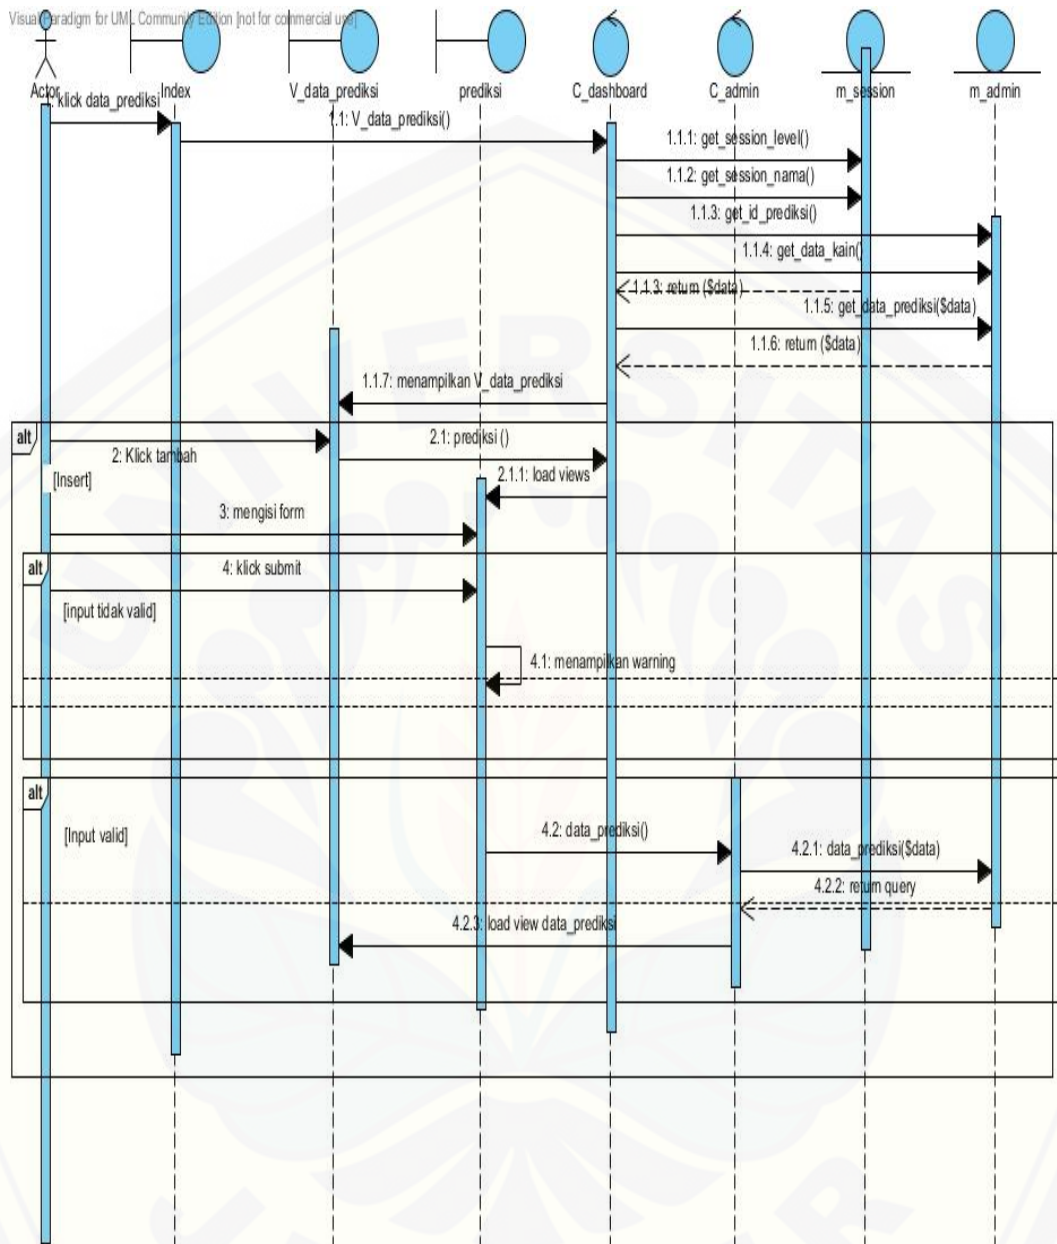 Visual Paradigm for UML Community Edition [not for commercial use]
Actor
Index
V_data_prediksi
prediksi
C_dashboard
C_admin
m_session
m_admin
1: klick data_prediksi
1.1: V_data_prediksi()
1.1.1: get_session_level()
1.1.2: get_session_nama()
1.1.3: get_id_prediksi()
1.1.4: get_data_kain()
1.1.3: return ($data)
1.1.5: get_data_prediksi($data)
1.1.6: return ($data)
1.1.7: menampilkan V_data_prediksi
alt
2: Klick tambah
2.1: prediksi ()
[Insert]
2.1.1: load views
3: mengisi form
alt
4: klick submit
[input tidak valid]
4.1: menampilkan warning
alt
[Input valid]
4.2: data_prediksi()
4.2.1: data_prediksi($data)
4.2.2: return query
4.2.3: load view data_prediksi
UNIVERSITAS